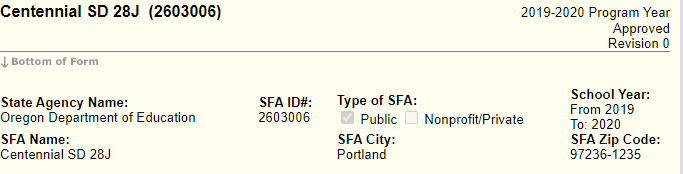 Centennial SD 28J (2603006)
2019-2020 Program Year
Approved
Revision 0
↓ Bottom of Form
State Agency Name:
Oregon Department of Education
SFA ID#:
2603006
Type of SFA:
Public Nonprofit/Private
School Year:
From 2019
To: 2020
SFA Name:
Centennial SD 28J
SFA City:
Portland
SFA Zip Code:
97236-1235